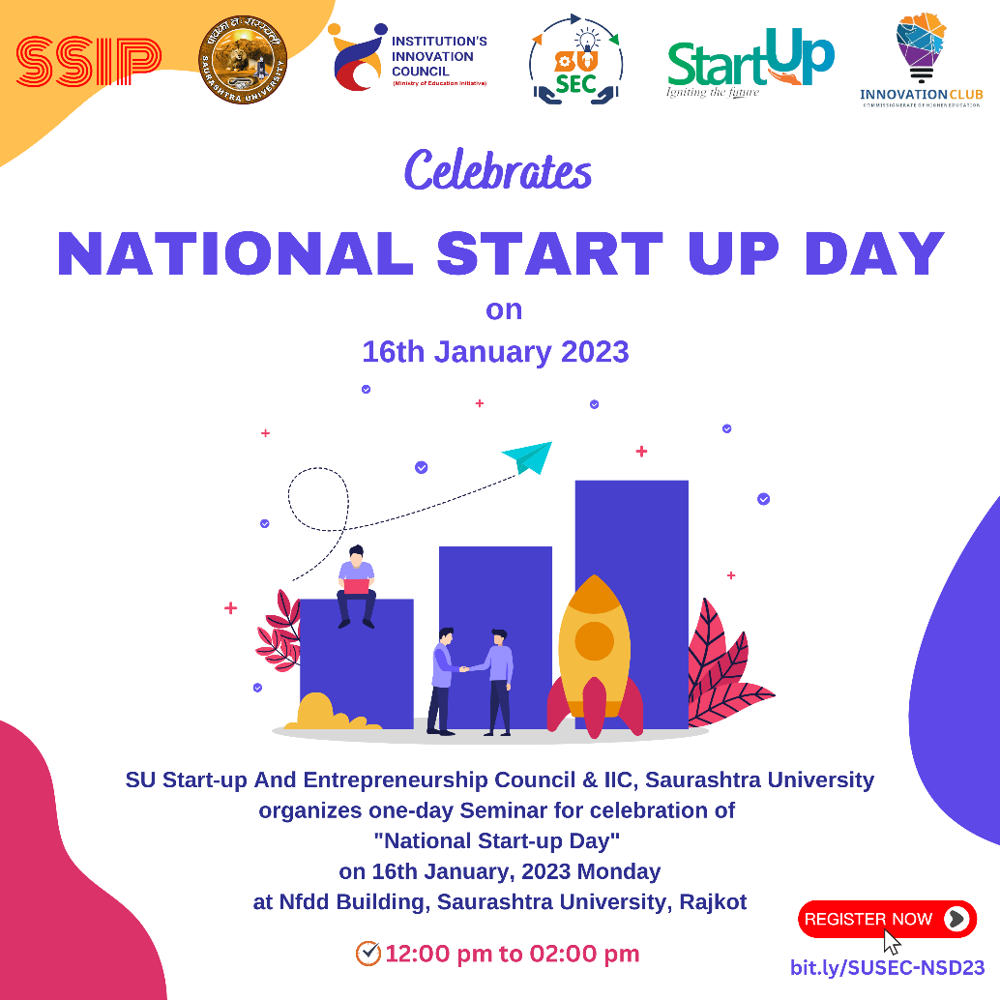 SSIP
पावका नः सरस्वती
SAURASHTRA UNIVERSITY
INSTITUTION'S
INNOVATION
COUNCIL
(Ministry of Education Initiative)
SU
SEC
StartUp
Igniting the future
INNOVATION CLUB
COMMISSIONERATE OF HIGHER EDUCATION
Celebrates
NATIONAL START UP DAY
on
16th January 2023
SU Start-up And Entrepreneurship Council & IIC, Saurashtra University
organizes one-day Seminar for celebration of
"National Start-up Day"
on 16th January, 2023 Monday
at Nfdd Building, Saurashtra University, Rajkot
12:00 pm to 02:00 pm
REGISTER NOW
bit.ly/SUSEC-NSD23